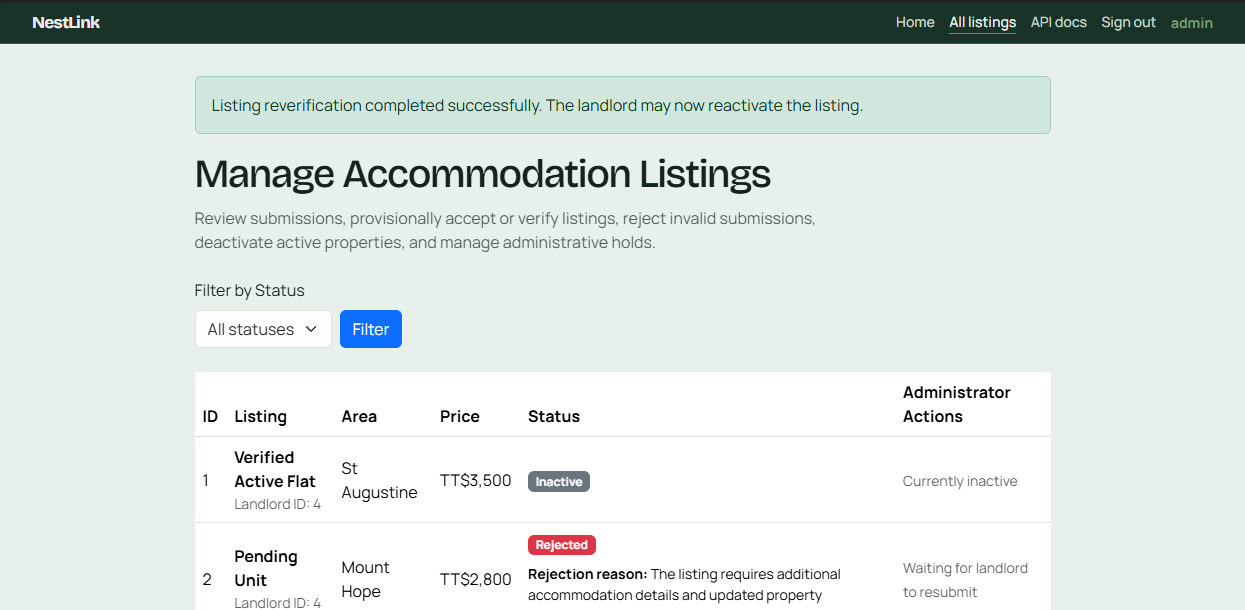 NestLink Home All listings API docs Sign out admin
Listing reverification completed successfully. The landlord may now reactivate the listing.
Manage Accommodation Listings
Review submissions, provisionally accept or verify listings, reject invalid submissions,
deactivate active properties, and manage administrative holds.
Filter by Status
All statuses Filter
ID Listing Area Price Status Administrator
Actions
1 Verified
Active Flat
Landlord ID: 4
St
Augustine
TT$3,500 Inactive Currently inactive
2 Pending
Unit
Landlord ID: 4
Mount
Hope
TT$2,800
Rejected
Rejection reason: The listing requires additional
accommodation details and updated property
Waiting for landlord
to resubmit